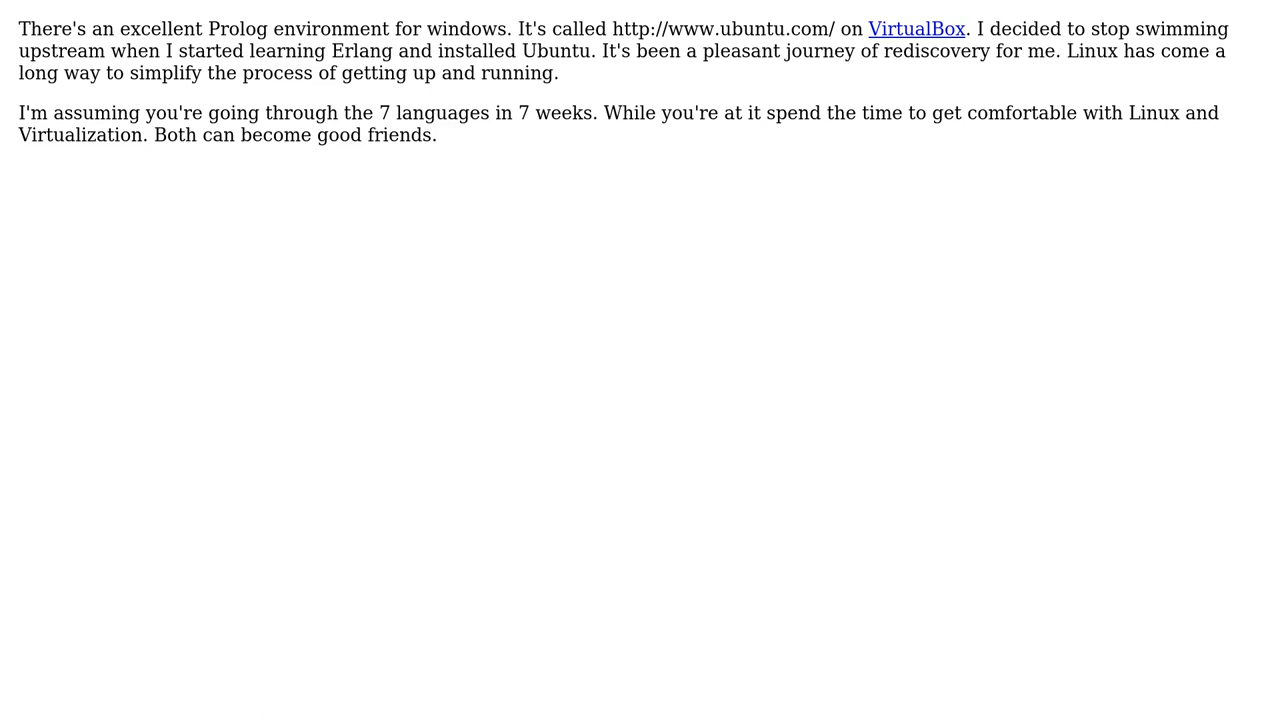 There's an excellent Prolog environment for windows. It's called http://www.ubuntu.com/ on VirtualBox. I decided to stop swimming
upstream when I started learning Erlang and installed Ubuntu. It's been a pleasant journey of rediscovery for me. Linux has come a
long way to simplify the process of getting up and running.
I'm assuming you're going through the 7 languages in 7 weeks. While you're at it spend the time to get comfortable with Linux and
Virtualization. Both can become good friends.